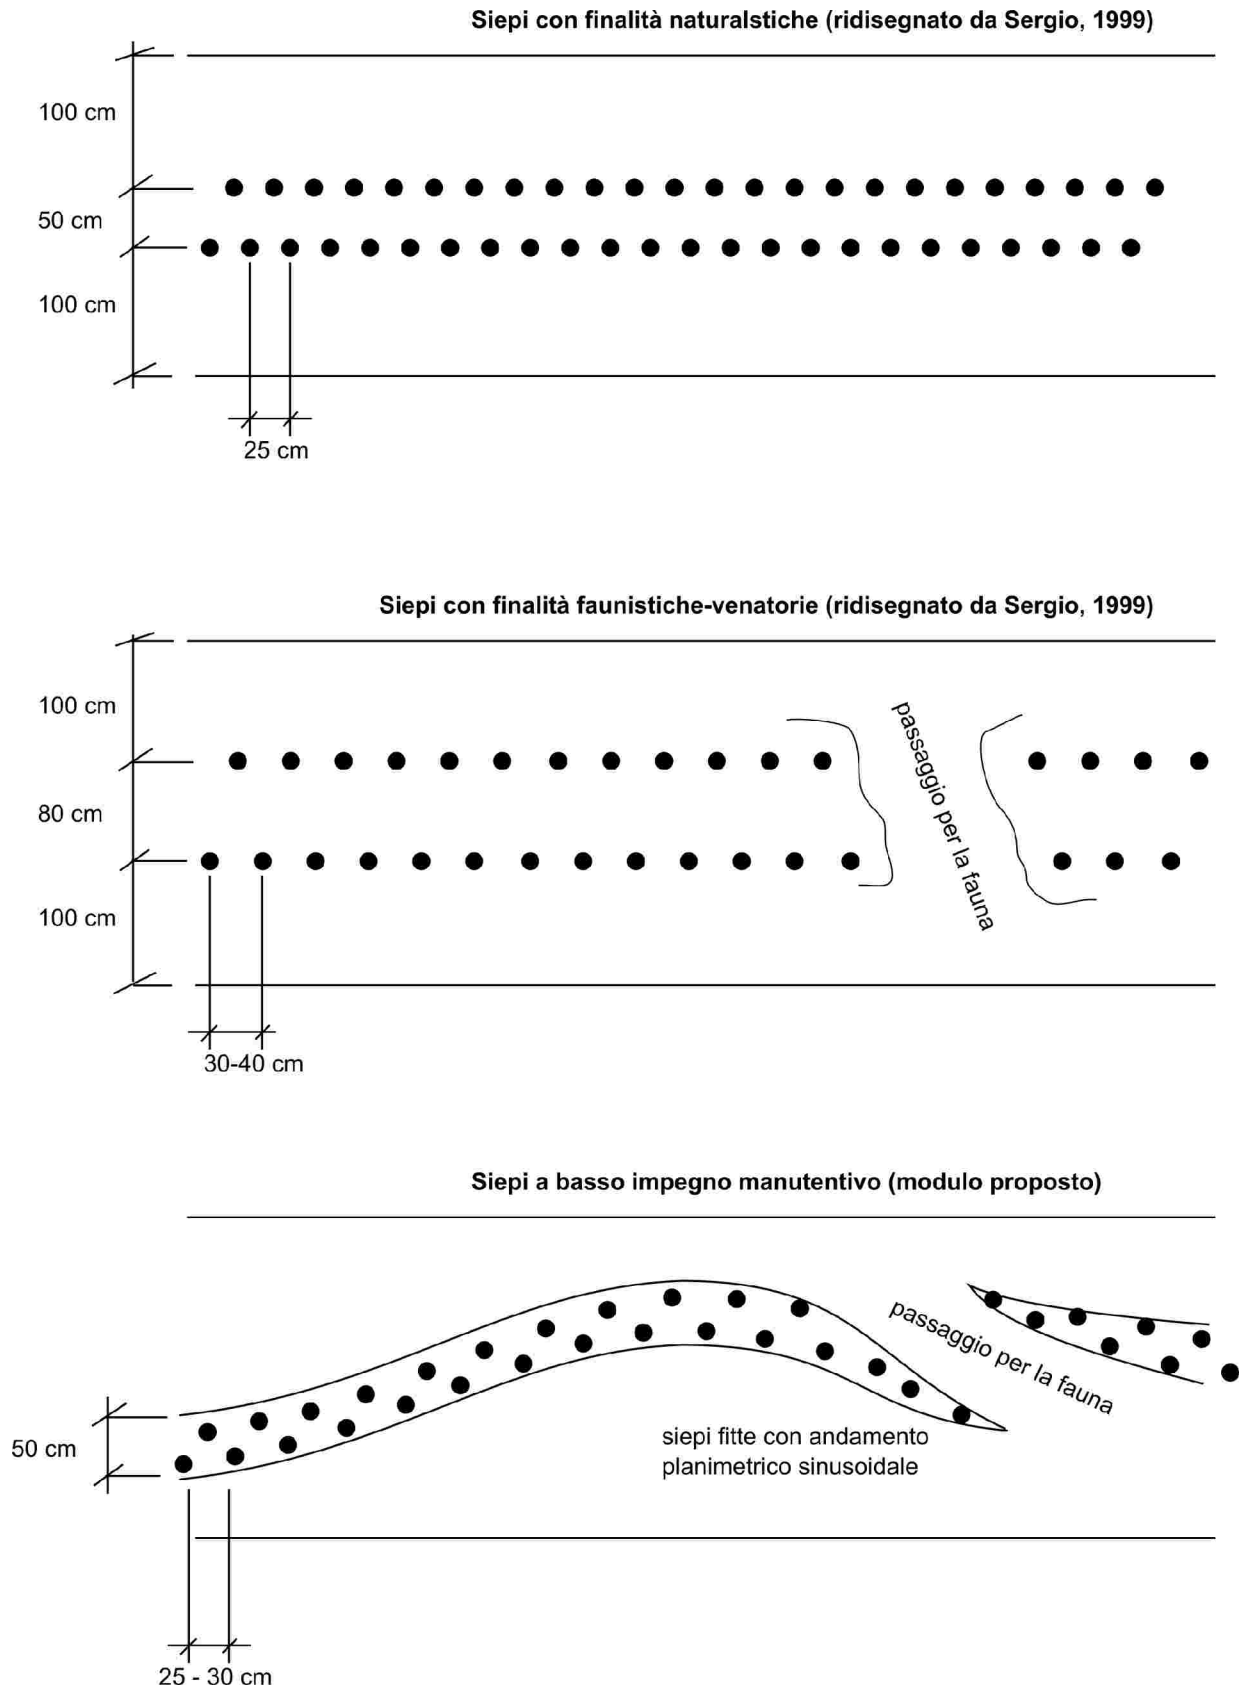 Siepi con finalità naturalstiche (ridisegnato da Sergio, 1999)
100 cm
50 cm
100 cm
25 cm
Siepi con finalità faunistiche-venatorie (ridisegnato da Sergio, 1999)
100 cm
passaggio per la fauna
80 cm
100 cm
30-40 cm
Siepi a basso impegno manutentivo (modulo proposto)
passaggio per la fauna
50 cm
siepi fitte con andamento
planimetrico sinusoidale
25 - 30 cm